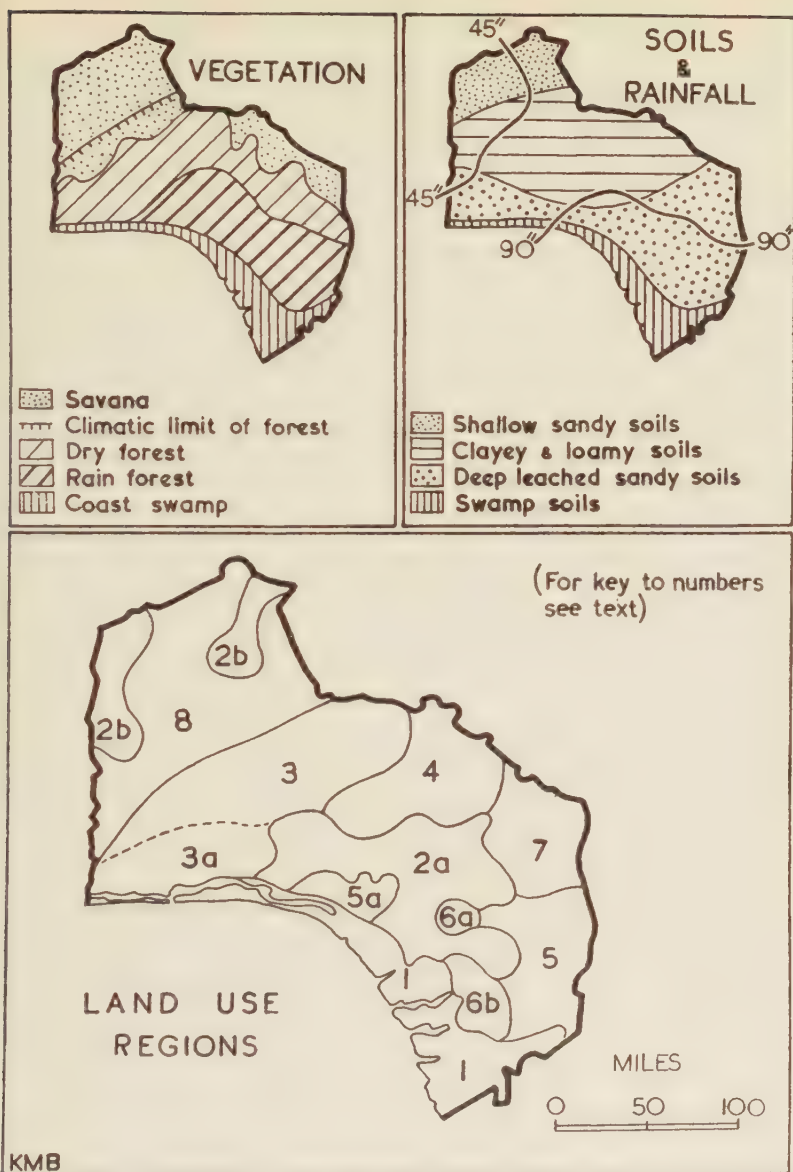 VEGETATION
Savana
Climatic limit of forest
Dry forest
Rain forest
Coast swamp
45"
SOILS
&
RAINFALL
45"
90"
90"
Shallow sandy soils
Clayey & loamy soils
Deep leached sandy soils
Swamp soils
(For key to numbers
see text)
2b
2b
8
3
4
3a
2a
7
5a
6a
5
1
6b
1
LAND USE
REGIONS
MILES
0 50 100
KMB